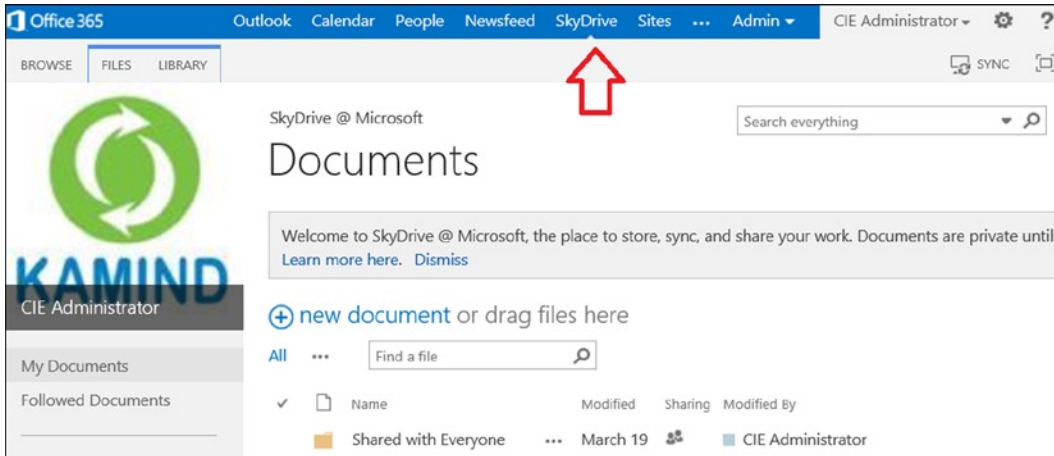 Office 365 Outlook Calendar People Newsfeed SkyDrive Sites ... Admin CIE Administrator ?
BROWSE FILES LIBRARY SYNC
SkyDrive @ Microsoft
Search everything
Documents
Welcome to SkyDrive @ Microsoft, the place to store, sync, and share your work. Documents are private until
Learn more here. Dismiss
KAMIND
CIE Administrator
new document or drag files here
All ... Find a file
My Documents
Followed Documents
Name Modified Sharing Modified By
Shared with Everyone ... March 19 CIE Administrator